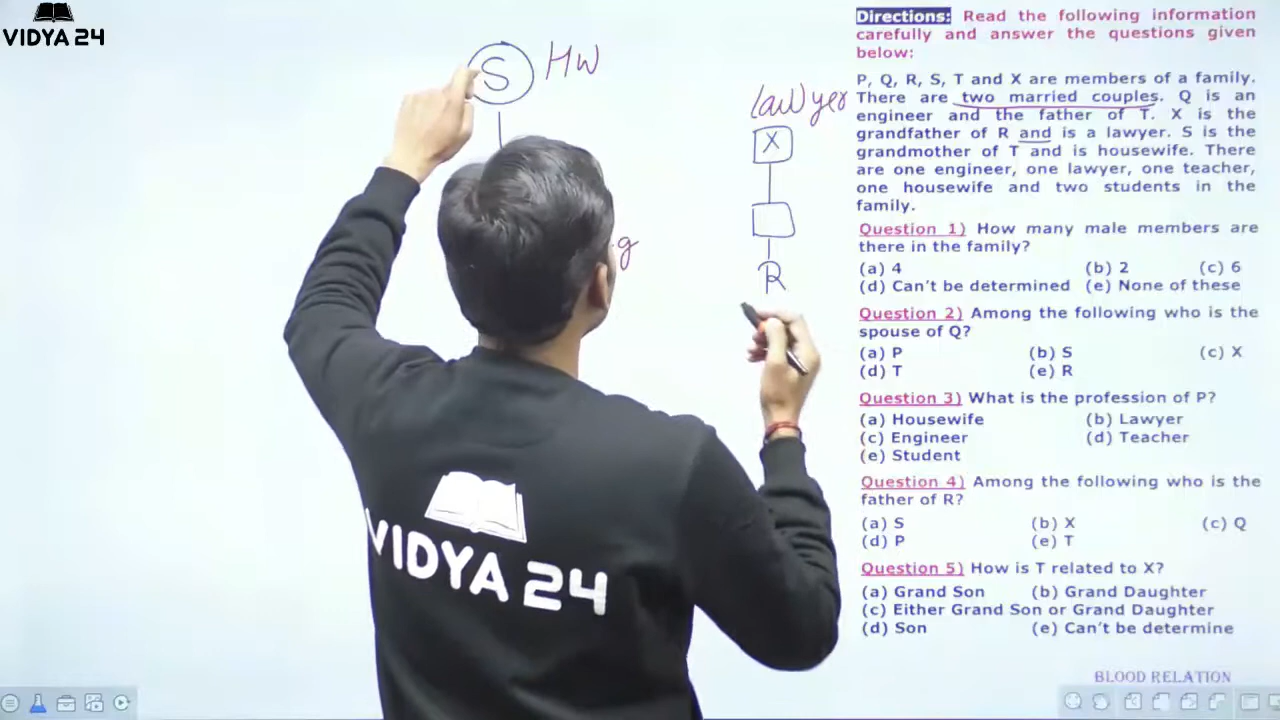 VIDYA 24
S HW
lawyer
X
g
R
VIDYA 24
Directions: Read the following information
carefully and answer the questions given
below:
P, Q, R, S, T and X are members of a family.
There are two married couples. Q is an
engineer and the father of T. X is the
grandfather of R and is a lawyer. S is the
grandmother of T and is housewife. There
are one engineer, one lawyer, one teacher,
one housewife and two students in the
family.
Question 1) How many male members are
there in the family?
(a) 4 (b) 2 (c) 6
(d) Can't be determined (e) None of these
Question 2) Among the following who is the
spouse of Q?
(a) P (b) S (c) X
(d) T (e) R
Question 3) What is the profession of P?
(a) Housewife (b) Lawyer
(c) Engineer (d) Teacher
(e) Student
Question 4) Among the following who is the
father of R?
(a) S (b) X (c) Q
(d) P (e) T
Question 5) How is T related to X?
(a) Grand Son (b) Grand Daughter
(c) Either Grand Son or Grand Daughter
(d) Son (e) Can't be determine
BLOOD RELATION